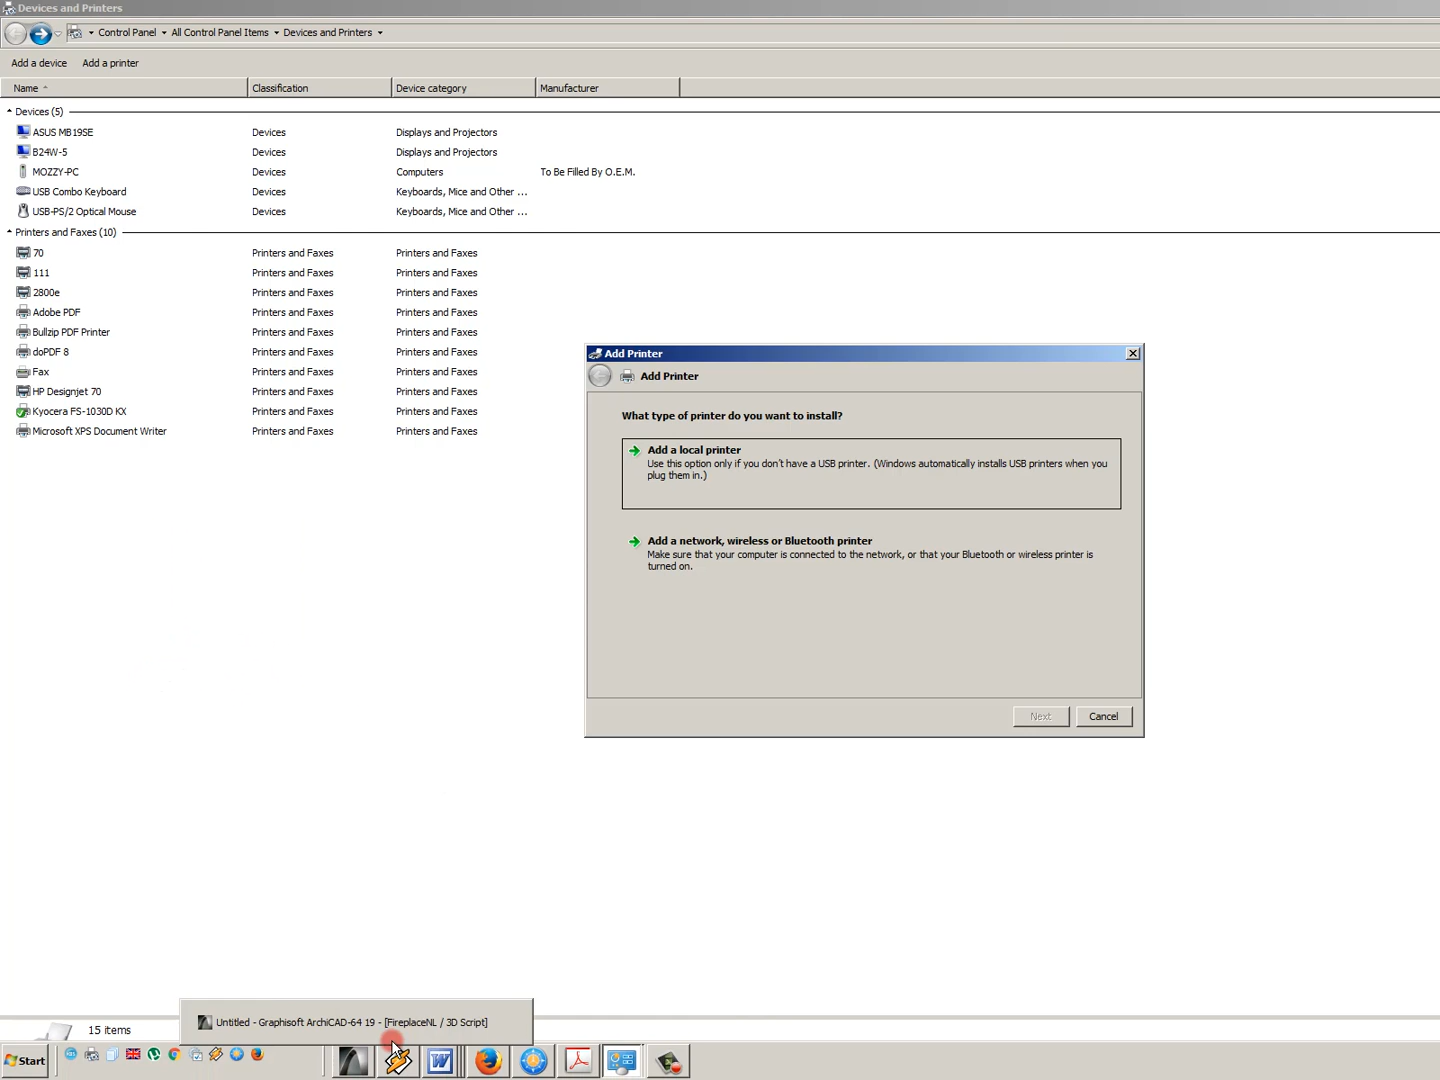 Devices and Printers
Control Panel All Control Panel Items Devices and Printers
Add a device Add a printer
Name Classification Device category Manufacturer
Devices (5)
ASUS MB19SE Devices Displays and Projectors
B24W-5 Devices Displays and Projectors
MOZZY-PC Devices Computers To Be Filled By O.E.M.
USB Combo Keyboard Devices Keyboards, Mice and Other ...
USB-PS/2 Optical Mouse Devices Keyboards, Mice and Other ...
Printers and Faxes (10)
70 Printers and Faxes Printers and Faxes
111 Printers and Faxes Printers and Faxes
2800e Printers and Faxes Printers and Faxes
Adobe PDF Printers and Faxes Printers and Faxes
Bullzip PDF Printer Printers and Faxes Printers and Faxes
doPDF 8 Printers and Faxes Printers and Faxes
Fax Printers and Faxes Printers and Faxes
HP Designjet 70 Printers and Faxes Printers and Faxes
Kyocera FS-1030D KX Printers and Faxes Printers and Faxes
Microsoft XPS Document Writer Printers and Faxes Printers and Faxes
Add Printer
Add Printer
What type of printer do you want to install?
Add a local printer
Use this option only if you don't have a USB printer. (Windows automatically installs USB printers when you
plug them in.)
Add a network, wireless or Bluetooth printer
Make sure that your computer is connected to the network, or that your Bluetooth or wireless printer is
turned on.
Next Cancel
15 items
Untitled - Graphisoft ArchiCAD-64 19 - [FireplaceNL / 3D Script]
Start